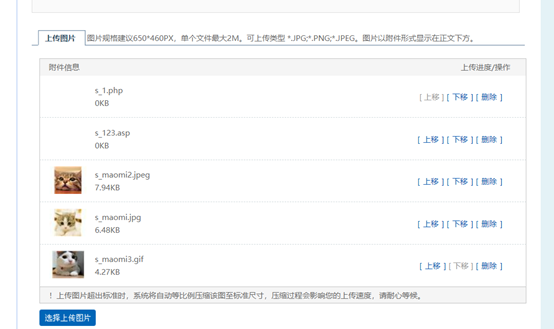 上传图片 图片规格建议650*460PX，单个文件最大2M。可上传类型 *.JPG;*.PNG;*.JPEG。图片以附件形式显示在正文下方。
附件信息 上传进度/操作
s_1.php
0KB
[ 上移 ] [ 下移 ] [ 删除 ]
s_123.asp
0KB
[ 上移 ] [ 下移 ] [ 删除 ]
s_maomi2.jpeg
7.94KB
[ 上移 ] [ 下移 ] [ 删除 ]
s_maomi.jpg
6.48KB
[ 上移 ] [ 下移 ] [ 删除 ]
s_maomi3.gif
4.27KB
[ 上移 ] [ 下移 ] [ 删除 ]
！上传图片超出标准时，系统将自动等比例压缩该图至标准尺寸，压缩过程会影响您的上传速度，请耐心等候。
选择上传图片